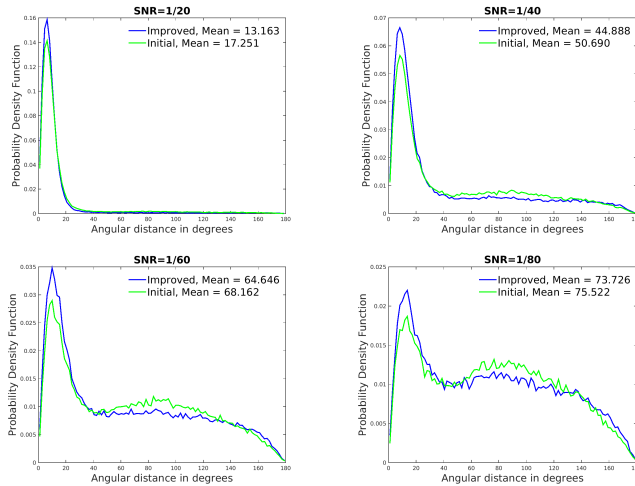 SNR=1/20
Probability Density Function
0.16
0.14
0.12
0.1
0.08
0.06
0.04
0.02
0
Improved, Mean = 13.163
Initial, Mean = 17.251
0 20 40 60 80 100 120 140 160 180
Angular distance in degrees
SNR=1/40
Probability Density Function
0.07
0.06
0.05
0.04
0.03
0.02
0.01
0
Improved, Mean = 44.888
Initial, Mean = 50.690
0 20 40 60 80 100 120 140 160
Angular distance in degrees
SNR=1/60
Probability Density Function
0.035
0.03
0.025
0.02
0.015
0.01
0.005
0
Improved, Mean = 64.646
Initial, Mean = 68.162
0 20 40 60 80 100 120 140 160 180
Angular distance in degrees
SNR=1/80
Probability Density Function
0.025
0.02
0.015
0.01
0.005
0
Improved, Mean = 73.726
Initial, Mean = 75.522
0 20 40 60 80 100 120 140 160
Angular distance in degrees